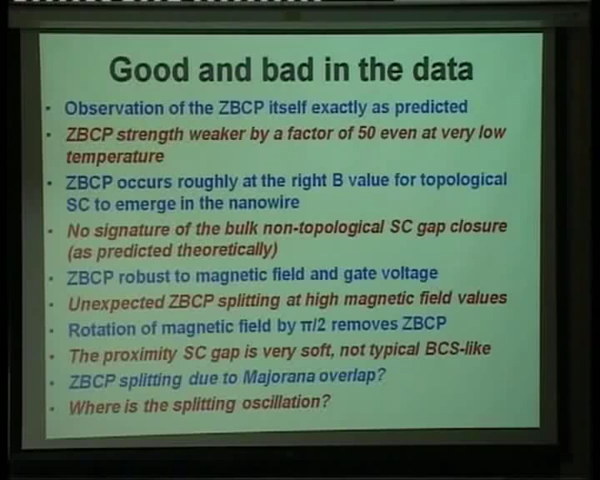 Good and bad in the data
• Observation of the ZBCP itself exactly as predicted
• ZBCP strength weaker by a factor of 50 even at very low
temperature
• ZBCP occurs roughly at the right B value for topological
SC to emerge in the nanowire
• No signature of the bulk non-topological SC gap closure
(as predicted theoretically)
• ZBCP robust to magnetic field and gate voltage
• Unexpected ZBCP splitting at high magnetic field values
• Rotation of magnetic field by π/2 removes ZBCP
• The proximity SC gap is very soft, not typical BCS-like
• ZBCP splitting due to Majorana overlap?
• Where is the splitting oscillation?